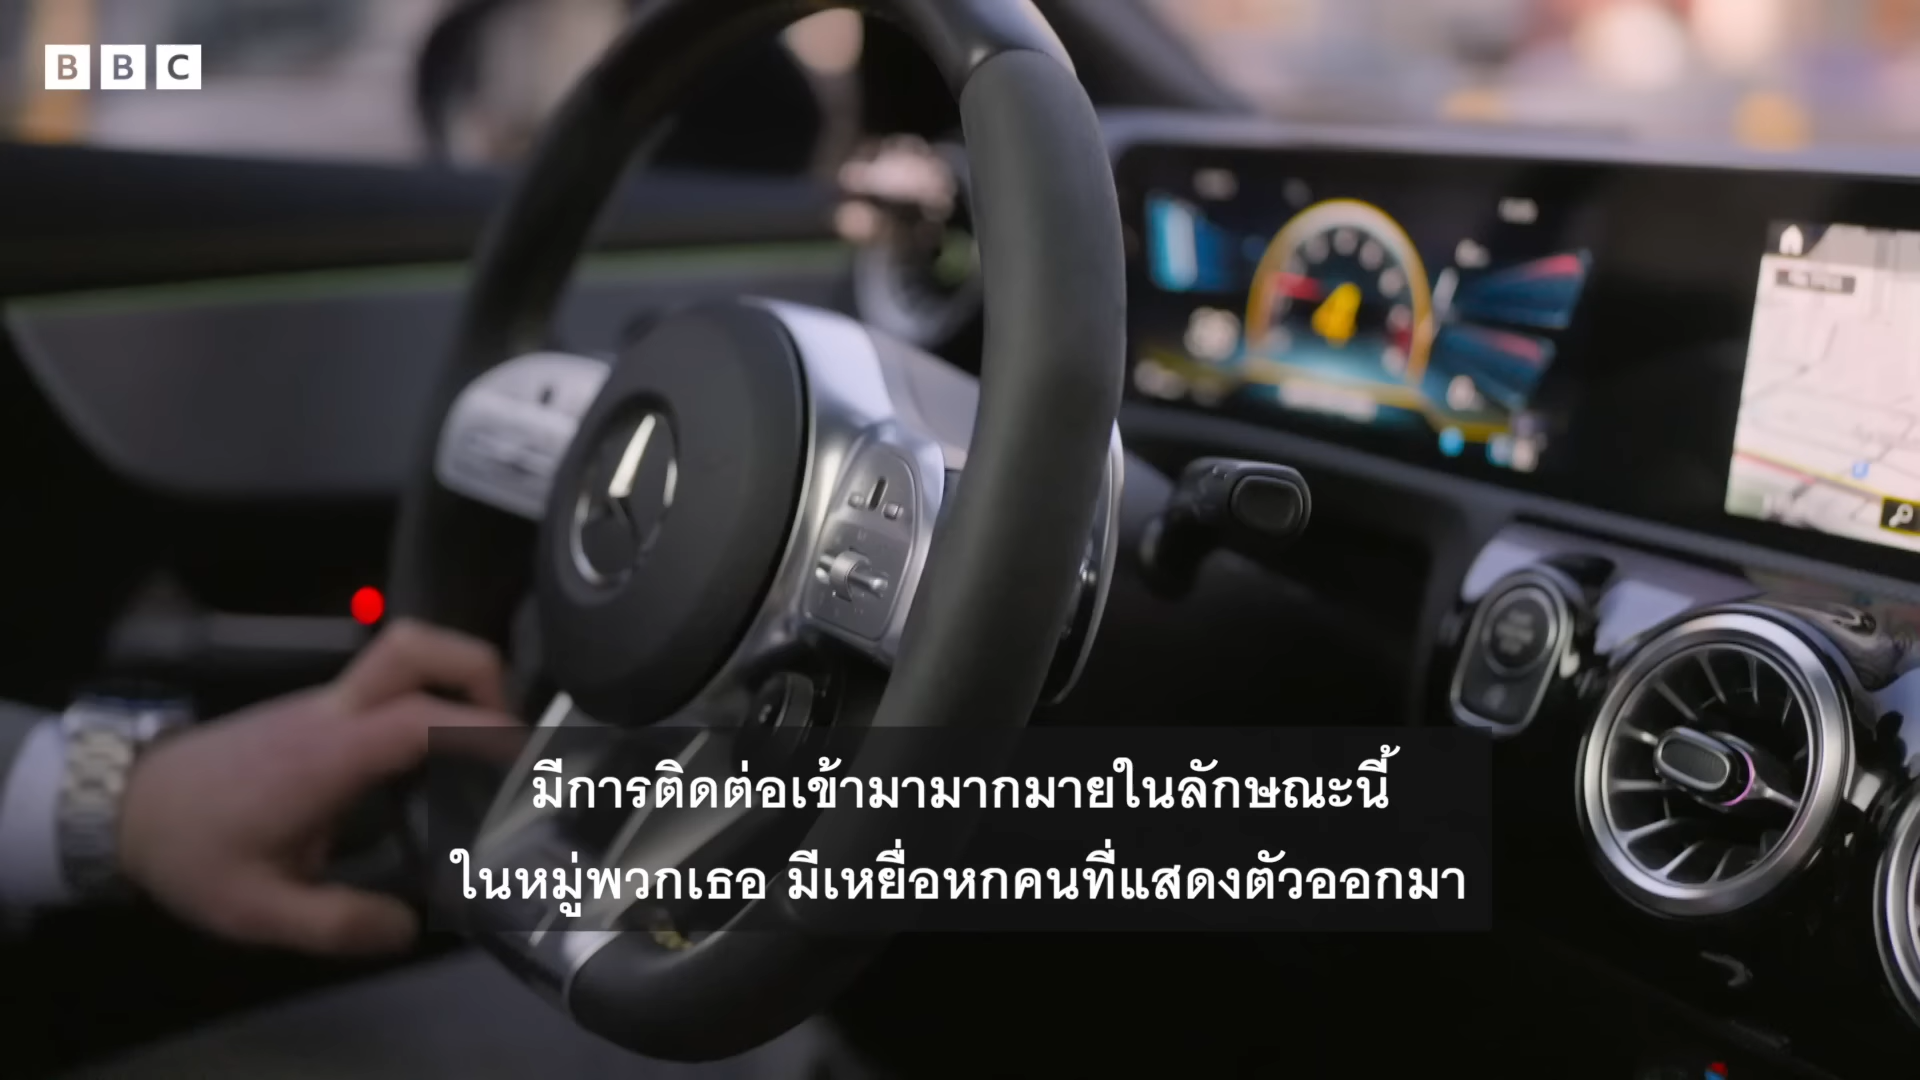 BBC
มีการติดต่อเข้ามามากมายในลักษณะนี้
ในหมู่พวกเธอ มีเหยื่อหกคนที่แสดงตัวออกมา